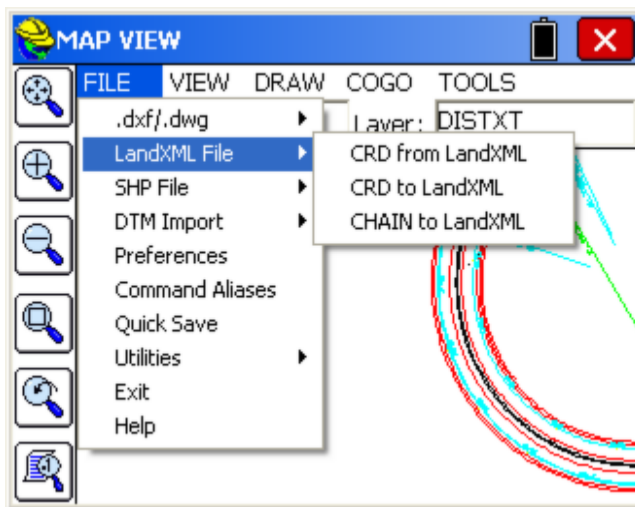 MAP VIEW
FILE VIEW DRAW COGO TOOLS
Layer: DISTXT
.dxf/.dwg
LandXML File
SHP File
DTM Import
Preferences
Command Aliases
Quick Save
Utilities
Exit
Help
CRD from LandXML
CRD to LandXML
CHAIN to LandXML